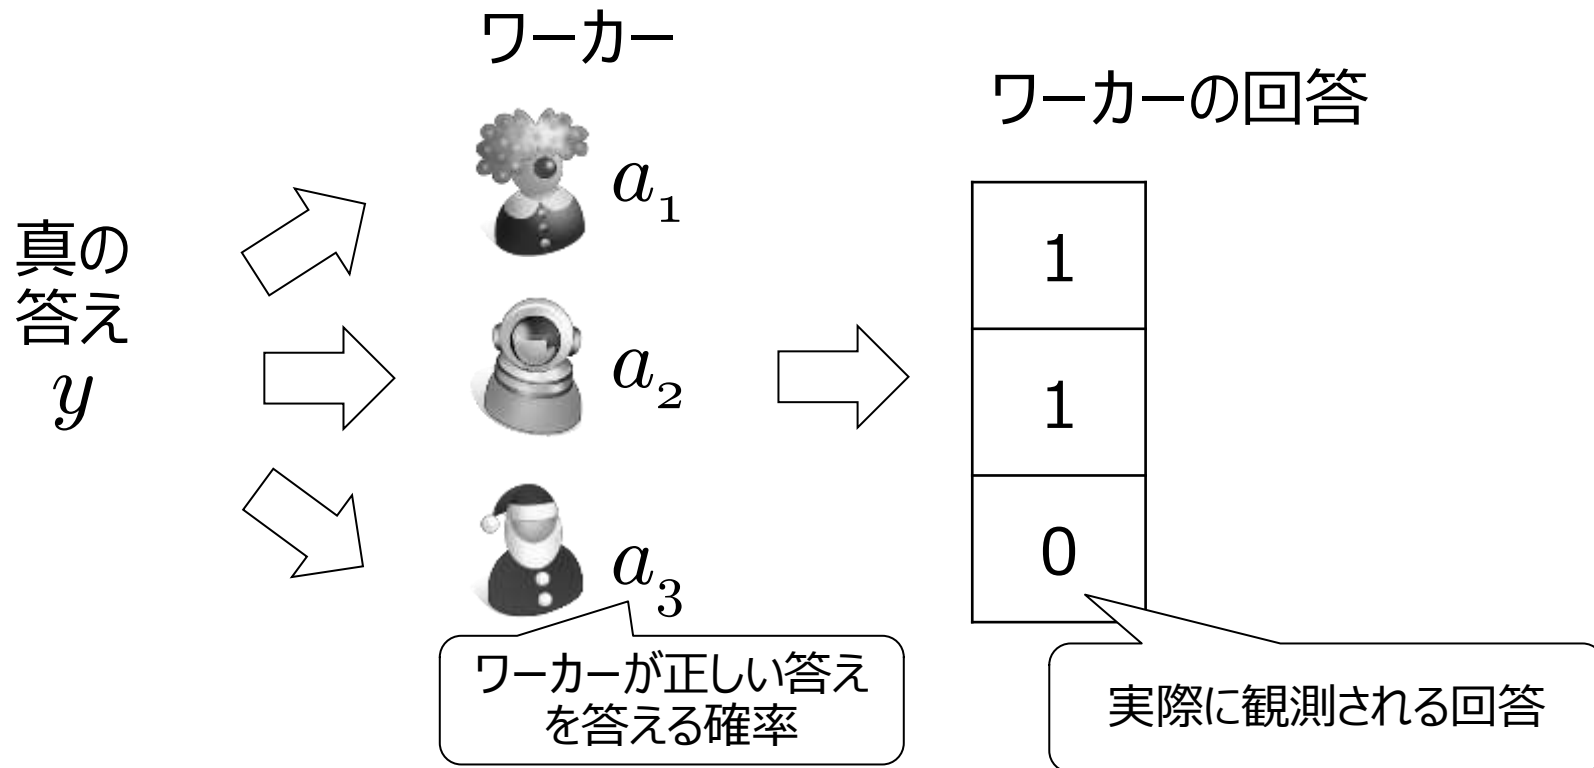 ワーカー
ワーカーの回答
真の
答え
y
a₁
a₂
a₃
1
1
0
ワーカーが正しい答え
を答える確率
実際に観測される回答